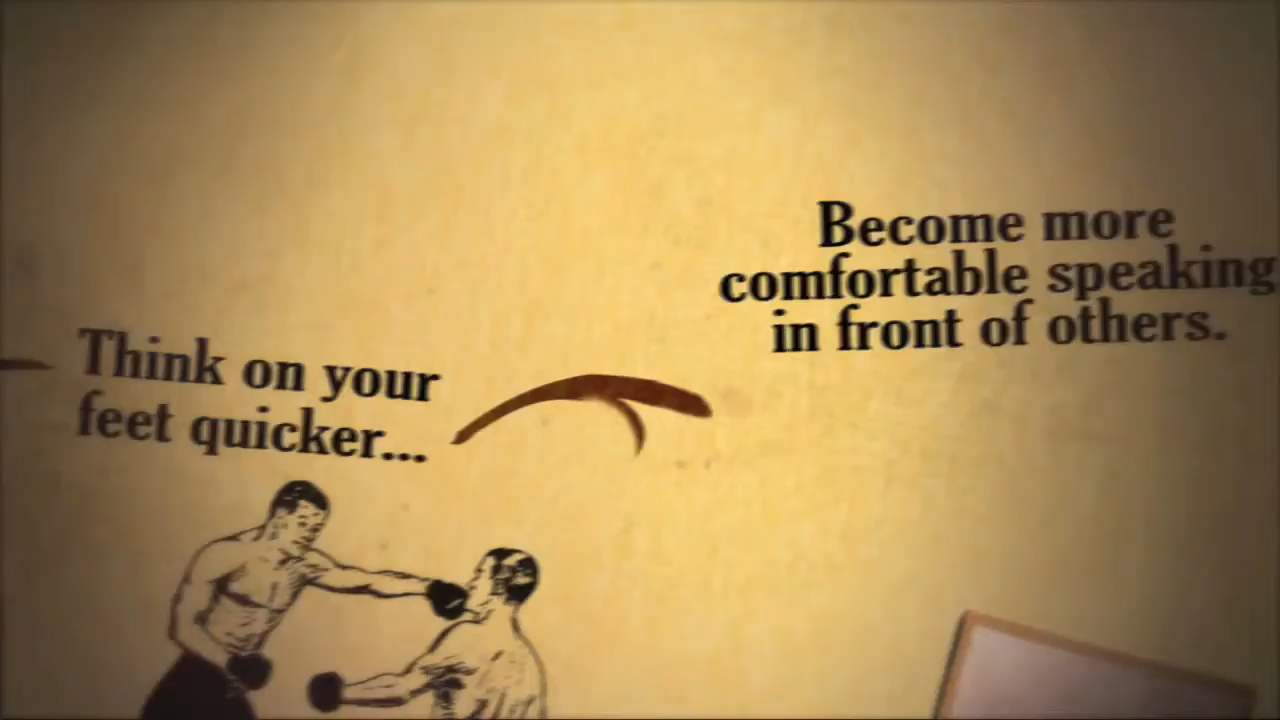 Think on your
feet quicker...
Become more
comfortable speaking
in front of others.